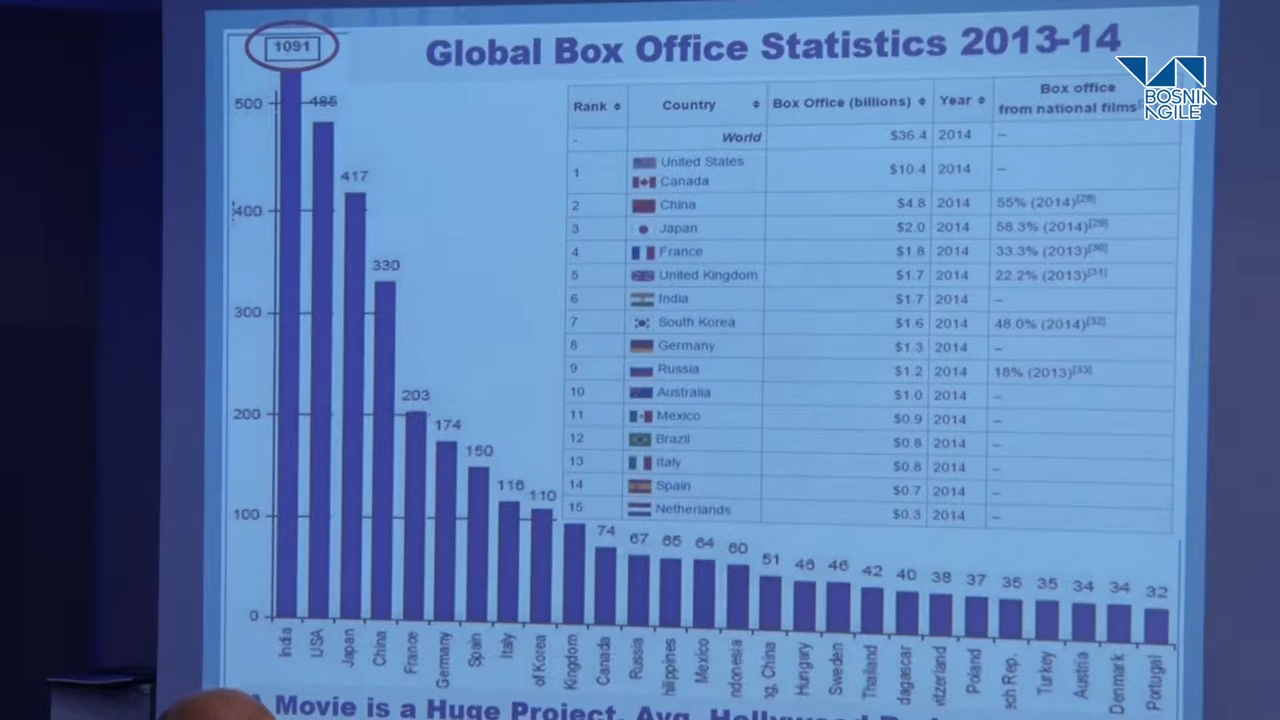 1091
Global Box Office Statistics 2013-14
BOSNIA
AGILE
Rank Country Box Office (billions) Year Box office from national films
- World $36.4 2014 –
1 United States Canada $10.4 2014 –
2 China $4.8 2014 55% (2014)[28]
3 Japan $2.0 2014 58.3% (2014)[29]
4 France $1.8 2014 33.3% (2013)[30]
5 United Kingdom $1.7 2014 22.2% (2013)[31]
6 India $1.7 2014 –
7 South Korea $1.6 2014 48.0% (2014)[32]
8 Germany $1.3 2014 –
9 Russia $1.2 2014 18% (2013)[33]
10 Australia $1.0 2014 –
11 Mexico $0.9 2014 –
12 Brazil $0.8 2014 –
13 Italy $0.8 2014 –
14 Spain $0.7 2014 –
15 Netherlands $0.3 2014 –
500
400
300
200
100
0
485 417 330 203 174 150 116 110 74 67 65 64 60 51 46 46 42 40 38 37 35 35 34 34 32
India USA Japan China France Germany Spain Italy of Korea Kingdom Canada Russia hilippines Mexico ndonesia ng, China Hungary Sweden Thailand dagascar witzerland Poland ech Rep. Turkey Austria Denmark Portugal
A Movie is a Huge Project. Avg. Hollywood